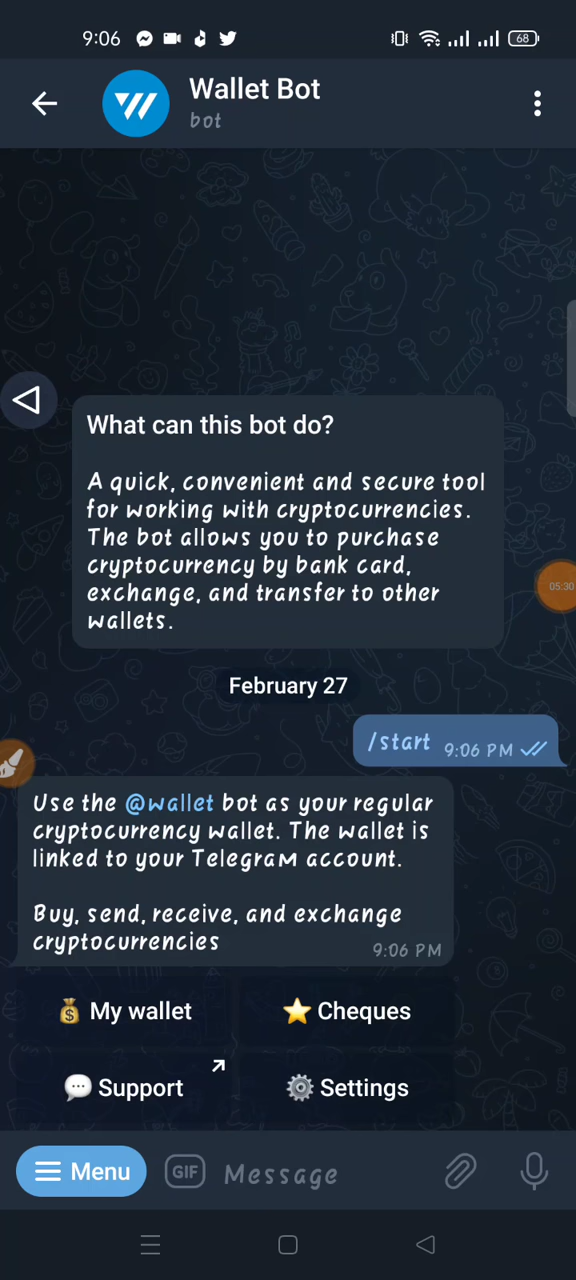 9:06
68
Wallet Bot
bot
What can this bot do?
A quick, convenient and secure tool
for working with cryptocurrencies.
The bot allows you to purchase
cryptocurrency by bank card,
exchange, and transfer to other
wallets.
05:30
February 27
/start 9:06 PM
Use the @wallet bot as your regular
cryptocurrency wallet. The wallet is
linked to your Telegram account.
Buy, send, receive, and exchange
cryptocurrencies
9:06 PM
My wallet
Cheques
Support
Settings
Menu
GIF
Message